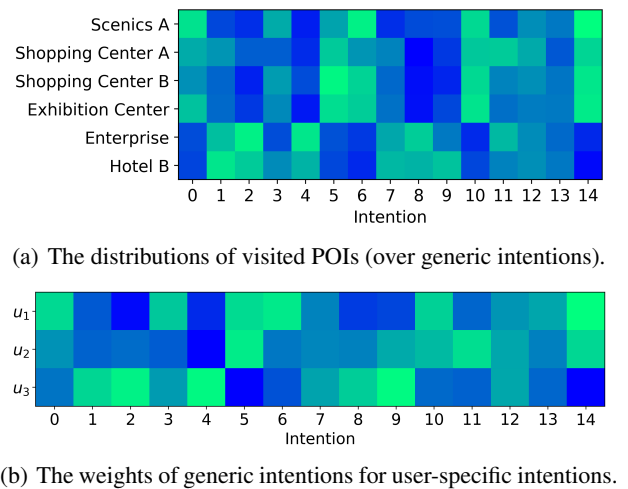 Scenics A
Shopping Center A
Shopping Center B
Exhibition Center
Enterprise
Hotel B
0 1 2 3 4 5 6 7 8 9 10 11 12 13 14
Intention
(a) The distributions of visited POIs (over generic intentions).
u₁
u₂
u₃
0 1 2 3 4 5 6 7 8 9 10 11 12 13 14
Intention
(b) The weights of generic intentions for user-specific intentions.